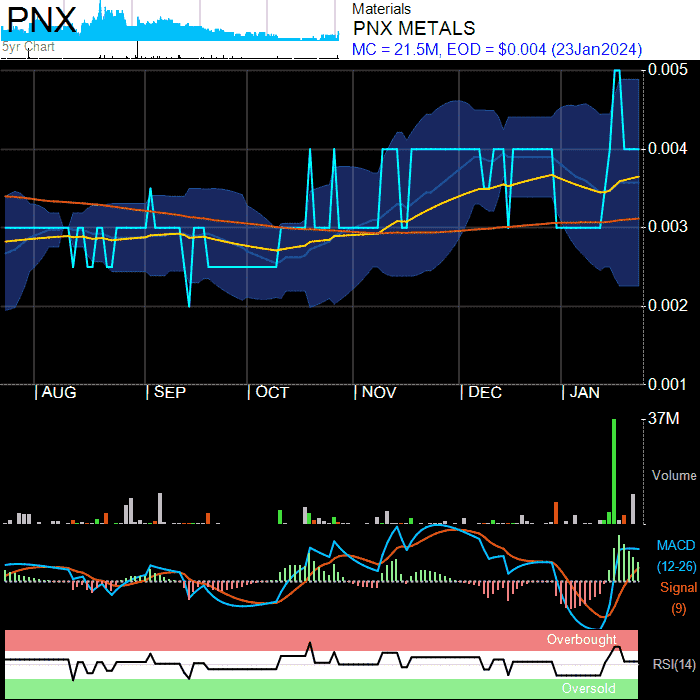 PNX
5yr Chart
Materials
PNX METALS
MC = 21.5M, EOD = $0.004 (23Jan2024)
0.005
0.004
0.003
0.002
0.001
AUG SEP OCT NOV DEC JAN
37M
Volume
MACD
(12-26)
Signal
(9)
Overbought
RSI(14)
Oversold